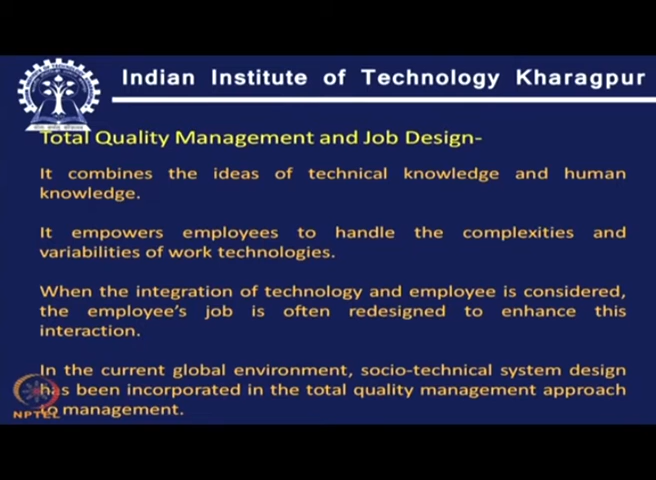 Indian Institute of Technology Kharagpur
Total Quality Management and Job Design-
It combines the ideas of technical knowledge and human
knowledge.
It empowers employees to handle the complexities and
variabilities of work technologies.
When the integration of technology and employee is considered,
the employee's job is often redesigned to enhance this
interaction.
In the current global environment, socio-technical system design
has been incorporated in the total quality management approach
to management.
NPTEL